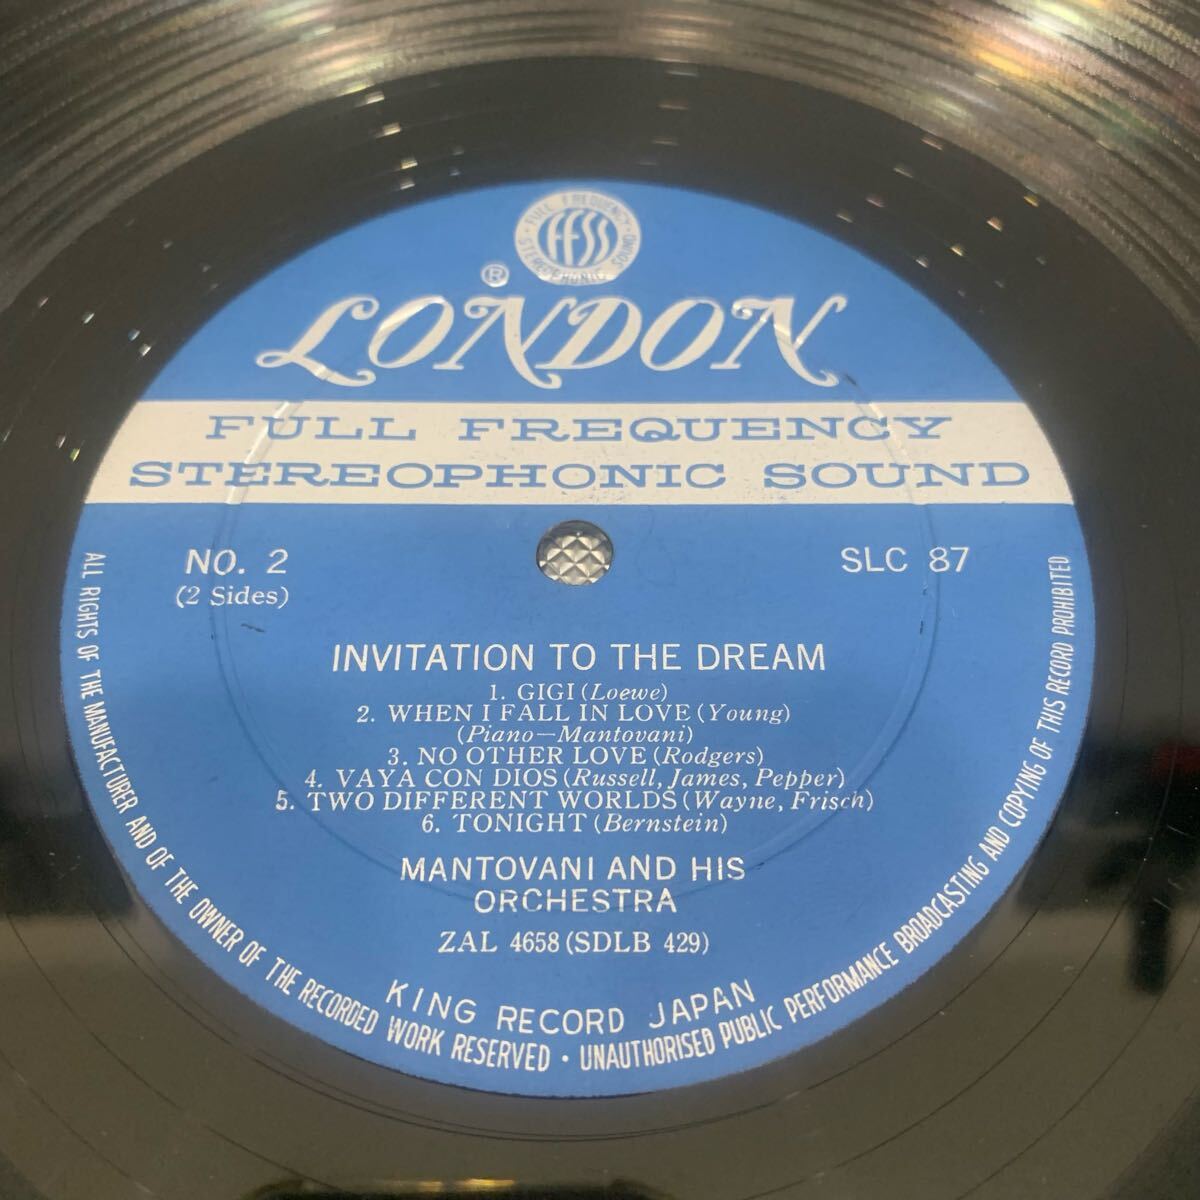 FULL FREQUENCY
STEREOPHONIC SOUND
FFSS
®
LONDON
FULL FREQUENCY
STEREOPHONIC SOUND
NO. 2
(2 Sides)
SLC 87
INVITATION TO THE DREAM
1. GIGI (Loewe)
2. WHEN I FALL IN LOVE (Young)
(Piano—Mantovani)
3. NO OTHER LOVE (Rodgers)
4. VAYA CON DIOS (Russell, James, Pepper)
5. TWO DIFFERENT WORLDS (Wayne, Frisch)
6. TONIGHT (Bernstein)
MANTOVANI AND HIS
ORCHESTRA
ZAL 4658 (SDLB 429)
KING RECORD JAPAN
ALL RIGHTS OF THE MANUFACTURER AND OF THE OWNER OF THE RECORDED WORK RESERVED • UNAUTHORISED PUBLIC PERFORMANCE BROADCASTING AND COPYING OF THIS RECORD PROHIBITED